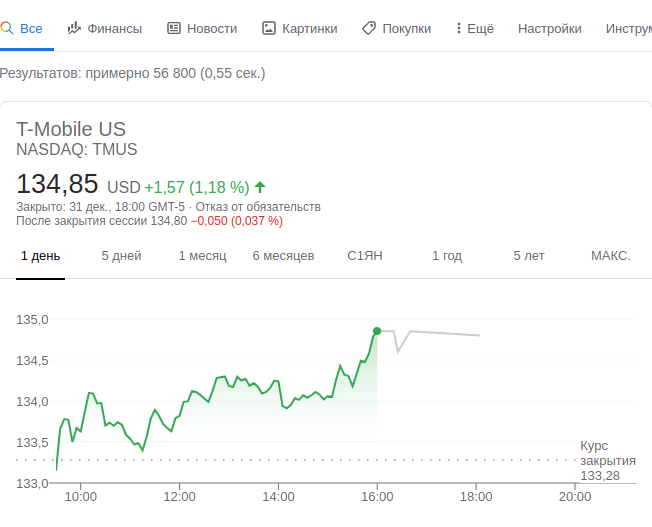 Все Финансы Новости Картинки Покупки Ещё Настройки Инструм
Результатов: примерно 56 800 (0,55 сек.)
T-Mobile US
NASDAQ: TMUS
134,85 USD +1,57 (1,18 %)
Закрыто: 31 дек., 18:00 GMT-5 · Отказ от обязательств
После закрытия сессии 134,80 −0,050 (0,037 %)
1 день 5 дней 1 месяц 6 месяцев С1ЯН 1 год 5 лет МАКС.
135,0
134,5
134,0
133,5
133,0
Курс
закрытия
133,28
10:00 12:00 14:00 16:00 18:00 20:00